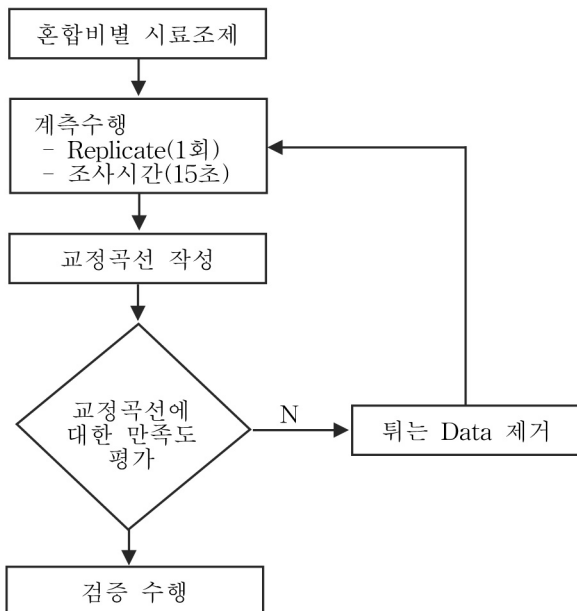 혼합비별 시료조제
계측수행
- Replicate(1회)
- 조사시간(15초)
교정곡선 작성
교정곡선에
대한 만족도
평가
N
튀는 Data 제거
검증 수행